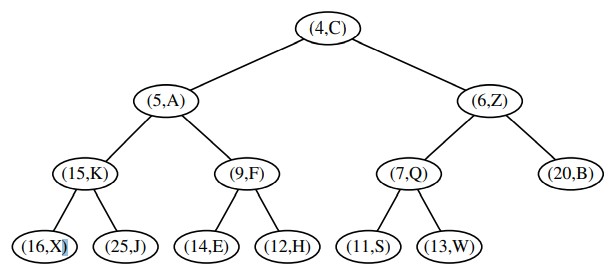 (4,C)
(5,A) (6,Z)
(15,K) (9,F) (7,Q) (20,B)
(16,X) (25,J) (14,E) (12,H) (11,S) (13,W)